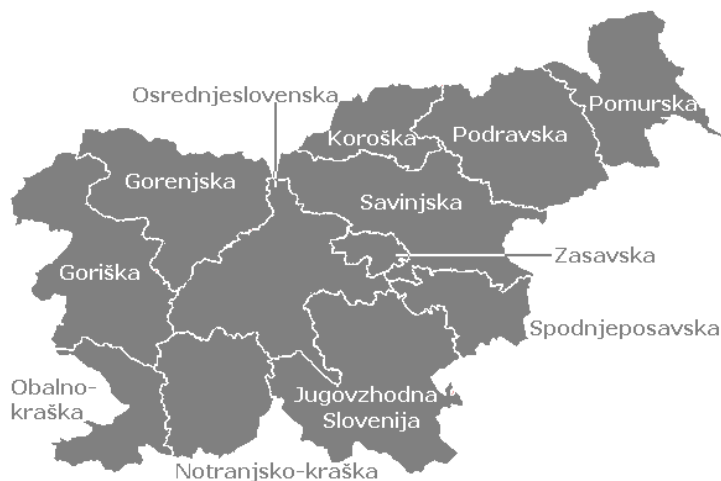 Osrednjeslovenska
Pomurska
Koroška
Podravska
Gorenjska
Savinjska
Zasavska
Goriška
Spodnjeposavska
Obalno-
kraška
Jugovzhodna
Slovenija
Notranjsko-kraška